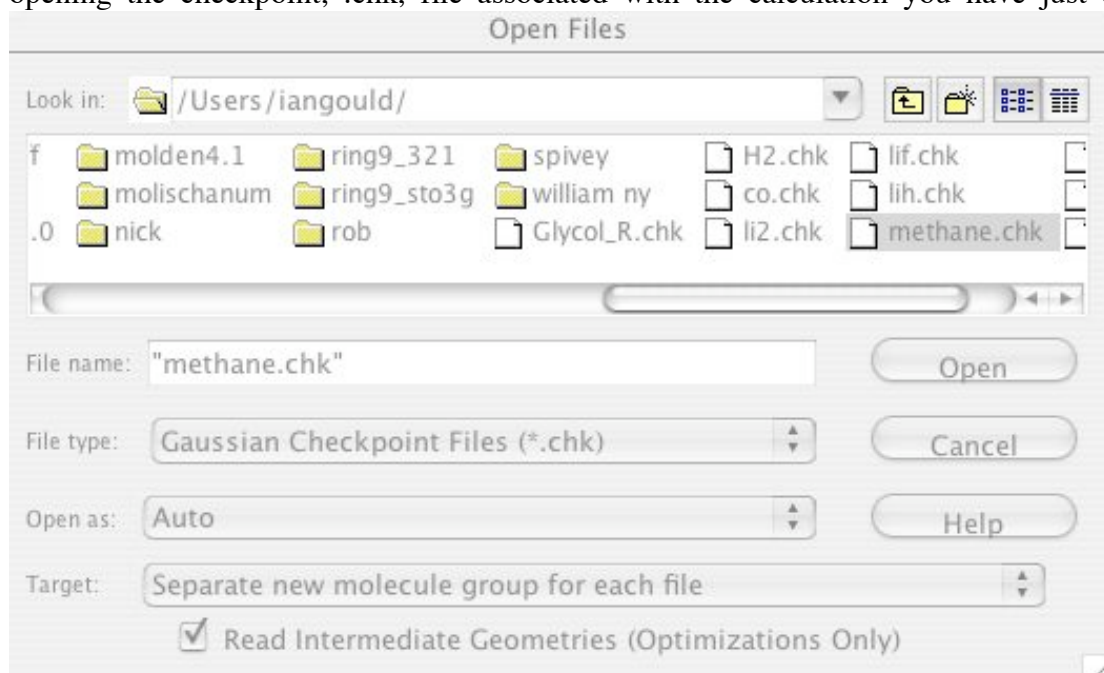 opening the checkpoint, .chk, file associated with the calculation you have just
Open Files
Look in: /Users/iangould/
f molden4.1 ring9_321 spivey H2.chk lif.chk
molischanum ring9_sto3g william ny co.chk lih.chk
.0 nick rob Glycol_R.chk li2.chk methane.chk
File name: "methane.chk" Open
File type: Gaussian Checkpoint Files (*.chk) Cancel
Open as: Auto Help
Target: Separate new molecule group for each file
Read Intermediate Geometries (Optimizations Only)